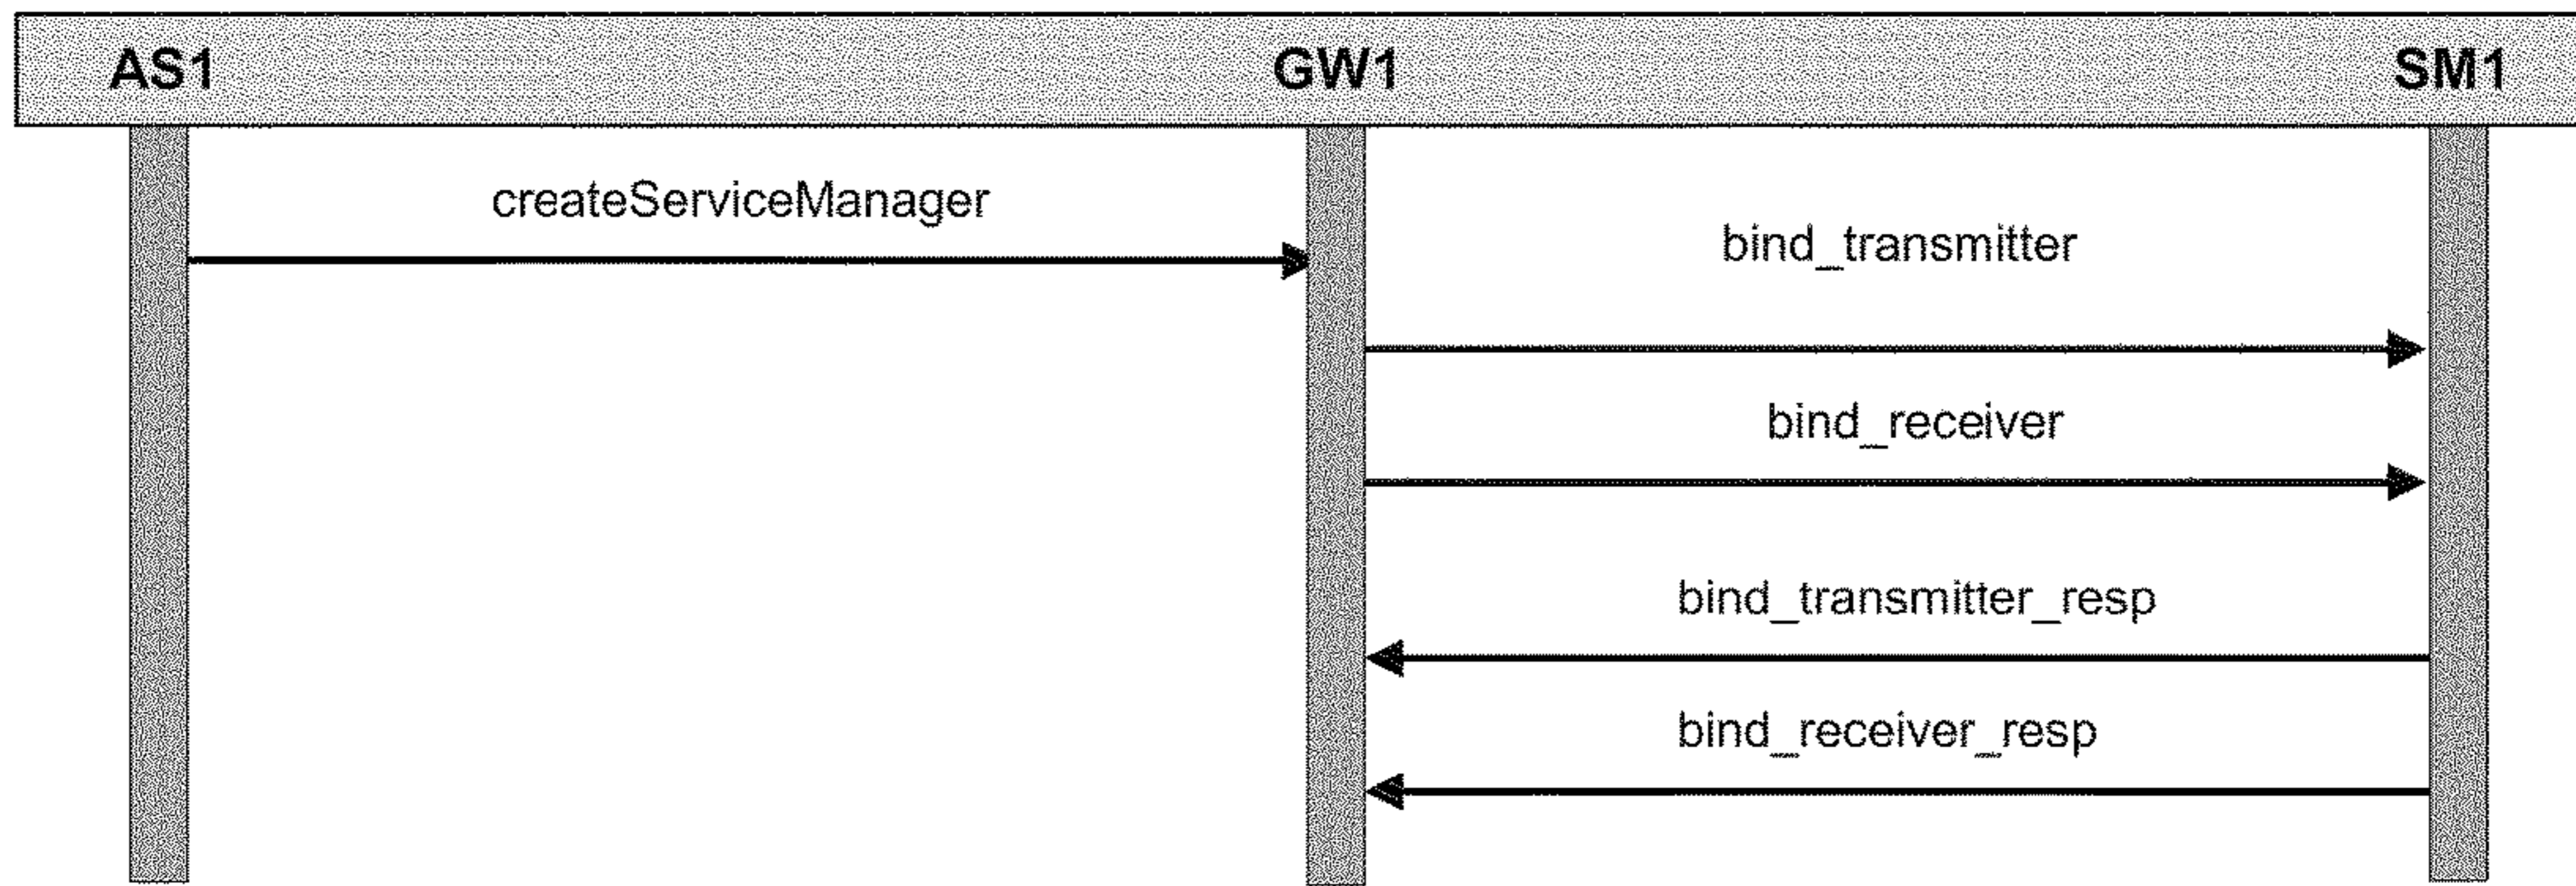 AS1 GW1 SM1
createServiceManager
bind_transmitter
bind_receiver
bind_transmitter_resp
bind_receiver_resp